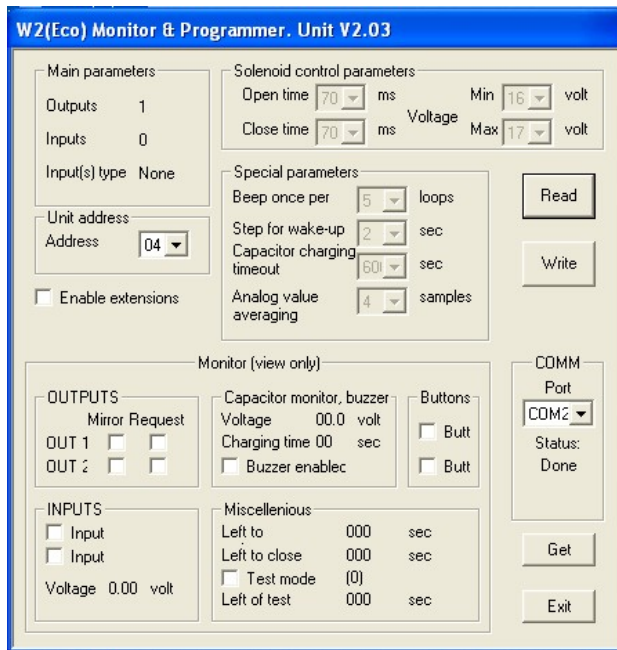 W2(Eco) Monitor & Programmer. Unit V2.03
Main parameters
Outputs 1
Inputs 0
Input(s) type None
Solenoid control parameters
Open time 70 ms
Close time 70 ms
Voltage
Min 16 volt
Max 17 volt
Unit address
Address 04
Enable extensions
Special parameters
Beep once per 5 loops
Step for wake-up 2 sec
Capacitor charging
timeout sec
Analog value
averaging 4 samples
Read
Write
Monitor (view only)
OUTPUTS
Mirror Request
OUT 1
OUT 2
Capacitor monitor, buzzer
Voltage 00.0 volt
Charging time 00 sec
Buzzer enablec
Buttons
Butt
Butt
INPUTS
Input
Input
Voltage 0.00 volt
Miscellenious
Left to 000 sec
Left to close 000 sec
Test mode (0)
Left of test 000 sec
COMM
Port
COM2
Status:
Done
Get
Exit